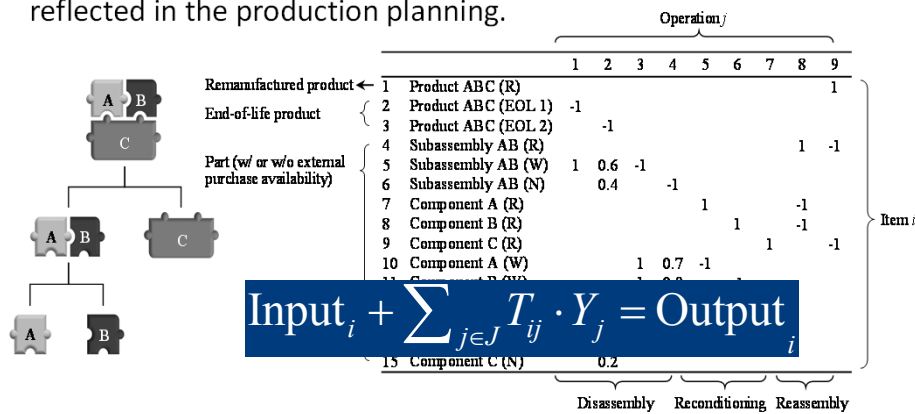 reflected in the production planning.
Operation j
1 2 3 4 5 6 7 8 9
Remanufactured product ← 1 Product ABC (R) 1
End-of-life product
2 Product ABC (EOL 1) -1
3 Product ABC (EOL 2) -1
Part (w/ or w/o external
purchase availability)
4 Subassembly AB (R) 1 -1
5 Subassembly AB (W) 1 0.6 -1
6 Subassembly AB (N) 0.4 -1
7 Component A (R) 1 -1
8 Component B (R) 1 -1
9 Component C (R) 1 -1
10 Component A (W) 1 0.7 -1
Item i
Input_i + ∑_{j∈J} T_{ij} · Y_j = Output_i
15 Component C (N) 0.2
Disassembly Reconditioning Reassembly
A B
C
A B
C
A
B